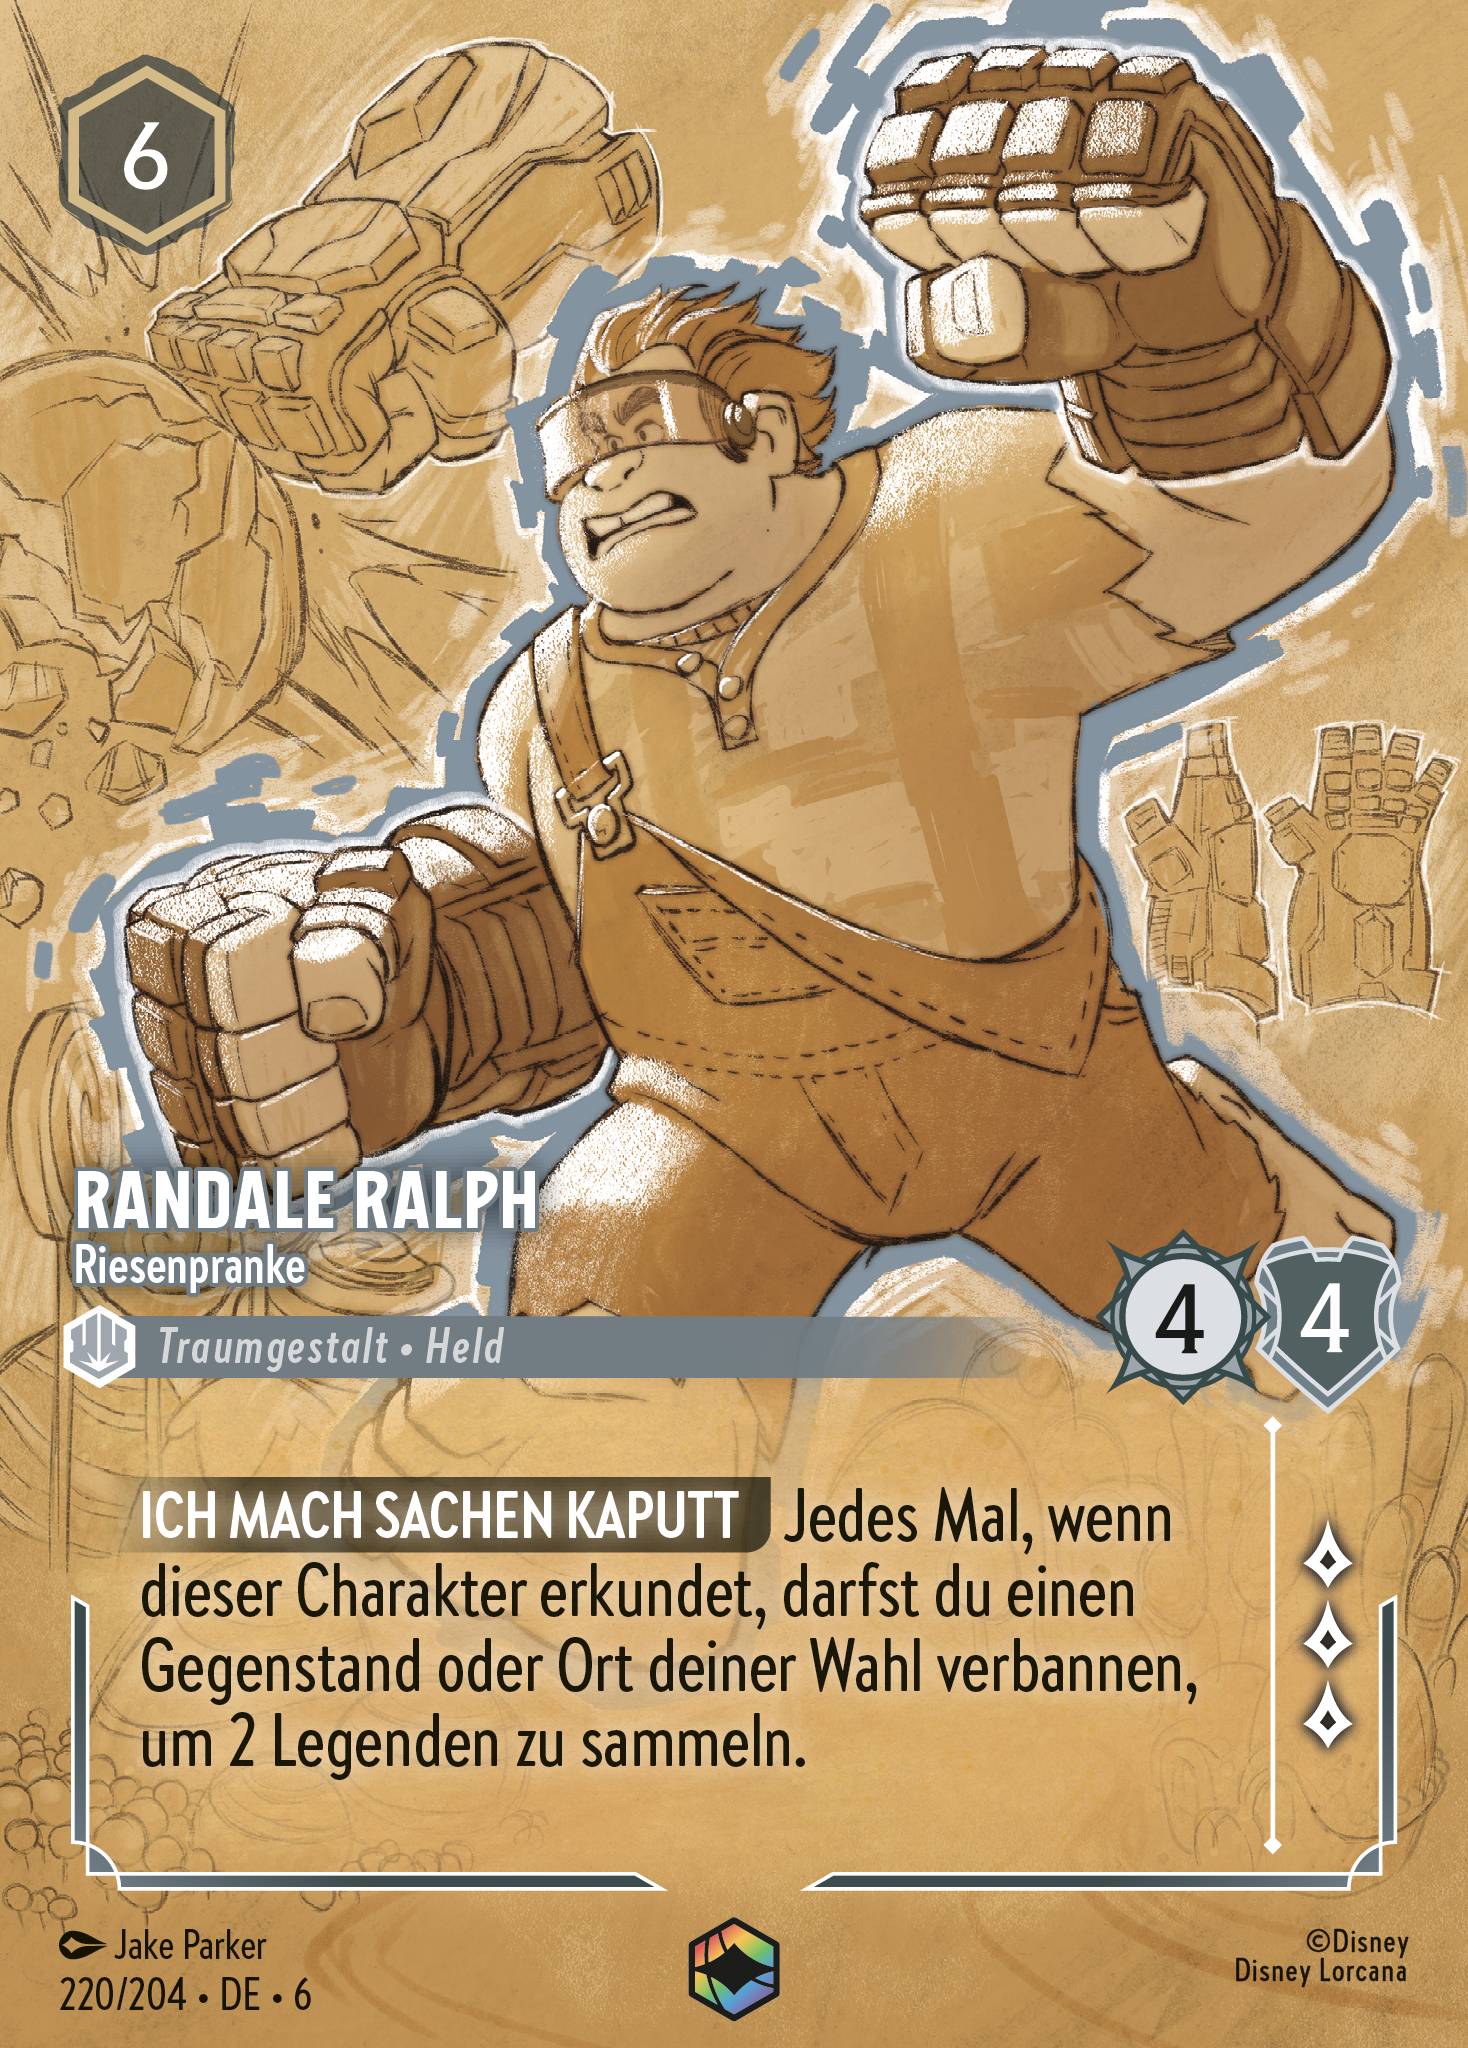 6
RANDALE RALPH
Riesenpranke
Traumgestalt • Held
4 4
ICH MACH SACHEN KAPUTT Jedes Mal, wenn
dieser Charakter erkundet, darfst du einen
Gegenstand oder Ort deiner Wahl verbannen,
um 2 Legenden zu sammeln.
Jake Parker
220/204 • DE • 6
©Disney
Disney Lorcana